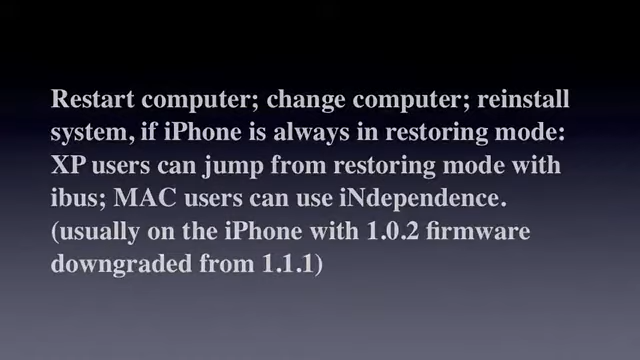 Restart computer; change computer; reinstall
system, if iPhone is always in restoring mode:
XP users can jump from restoring mode with
ibus; MAC users can use iNdependence.
(usually on the iPhone with 1.0.2 firmware
downgraded from 1.1.1)